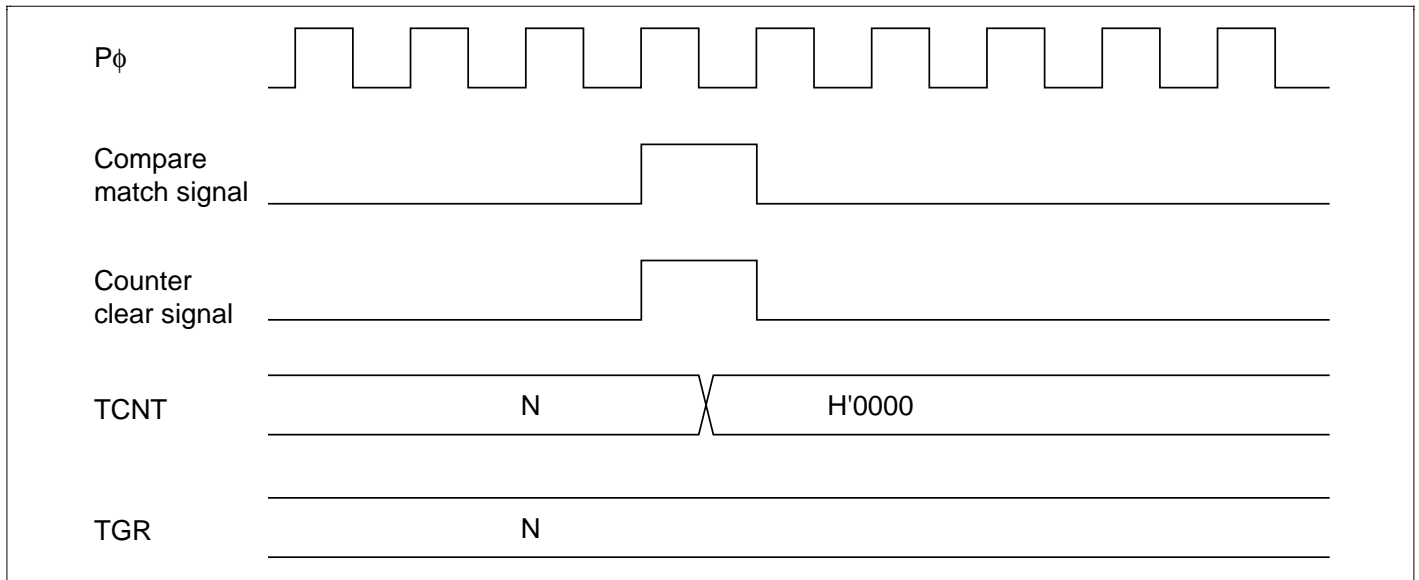 Pϕ
Compare
match signal
Counter
clear signal
TCNT
N
H'0000
TGR
N